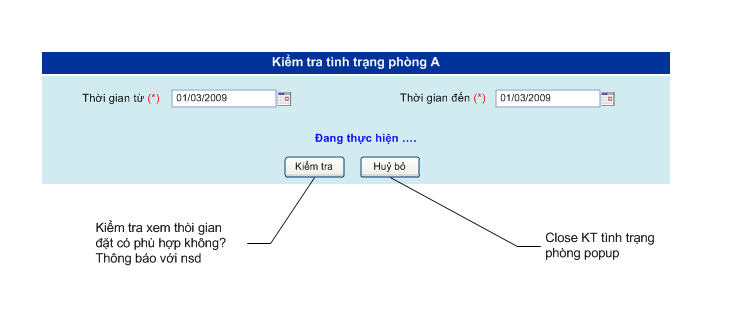 Kiểm tra tình trạng phòng A
Thời gian từ (*) 01/03/2009 Thời gian đến (*) 01/03/2009
Đang thực hiện ....
Kiểm tra Huỷ bỏ
Kiểm tra xem thời gian
đặt có phù hợp không?
Thông báo với nsd
Close KT tình trạng
phòng popup